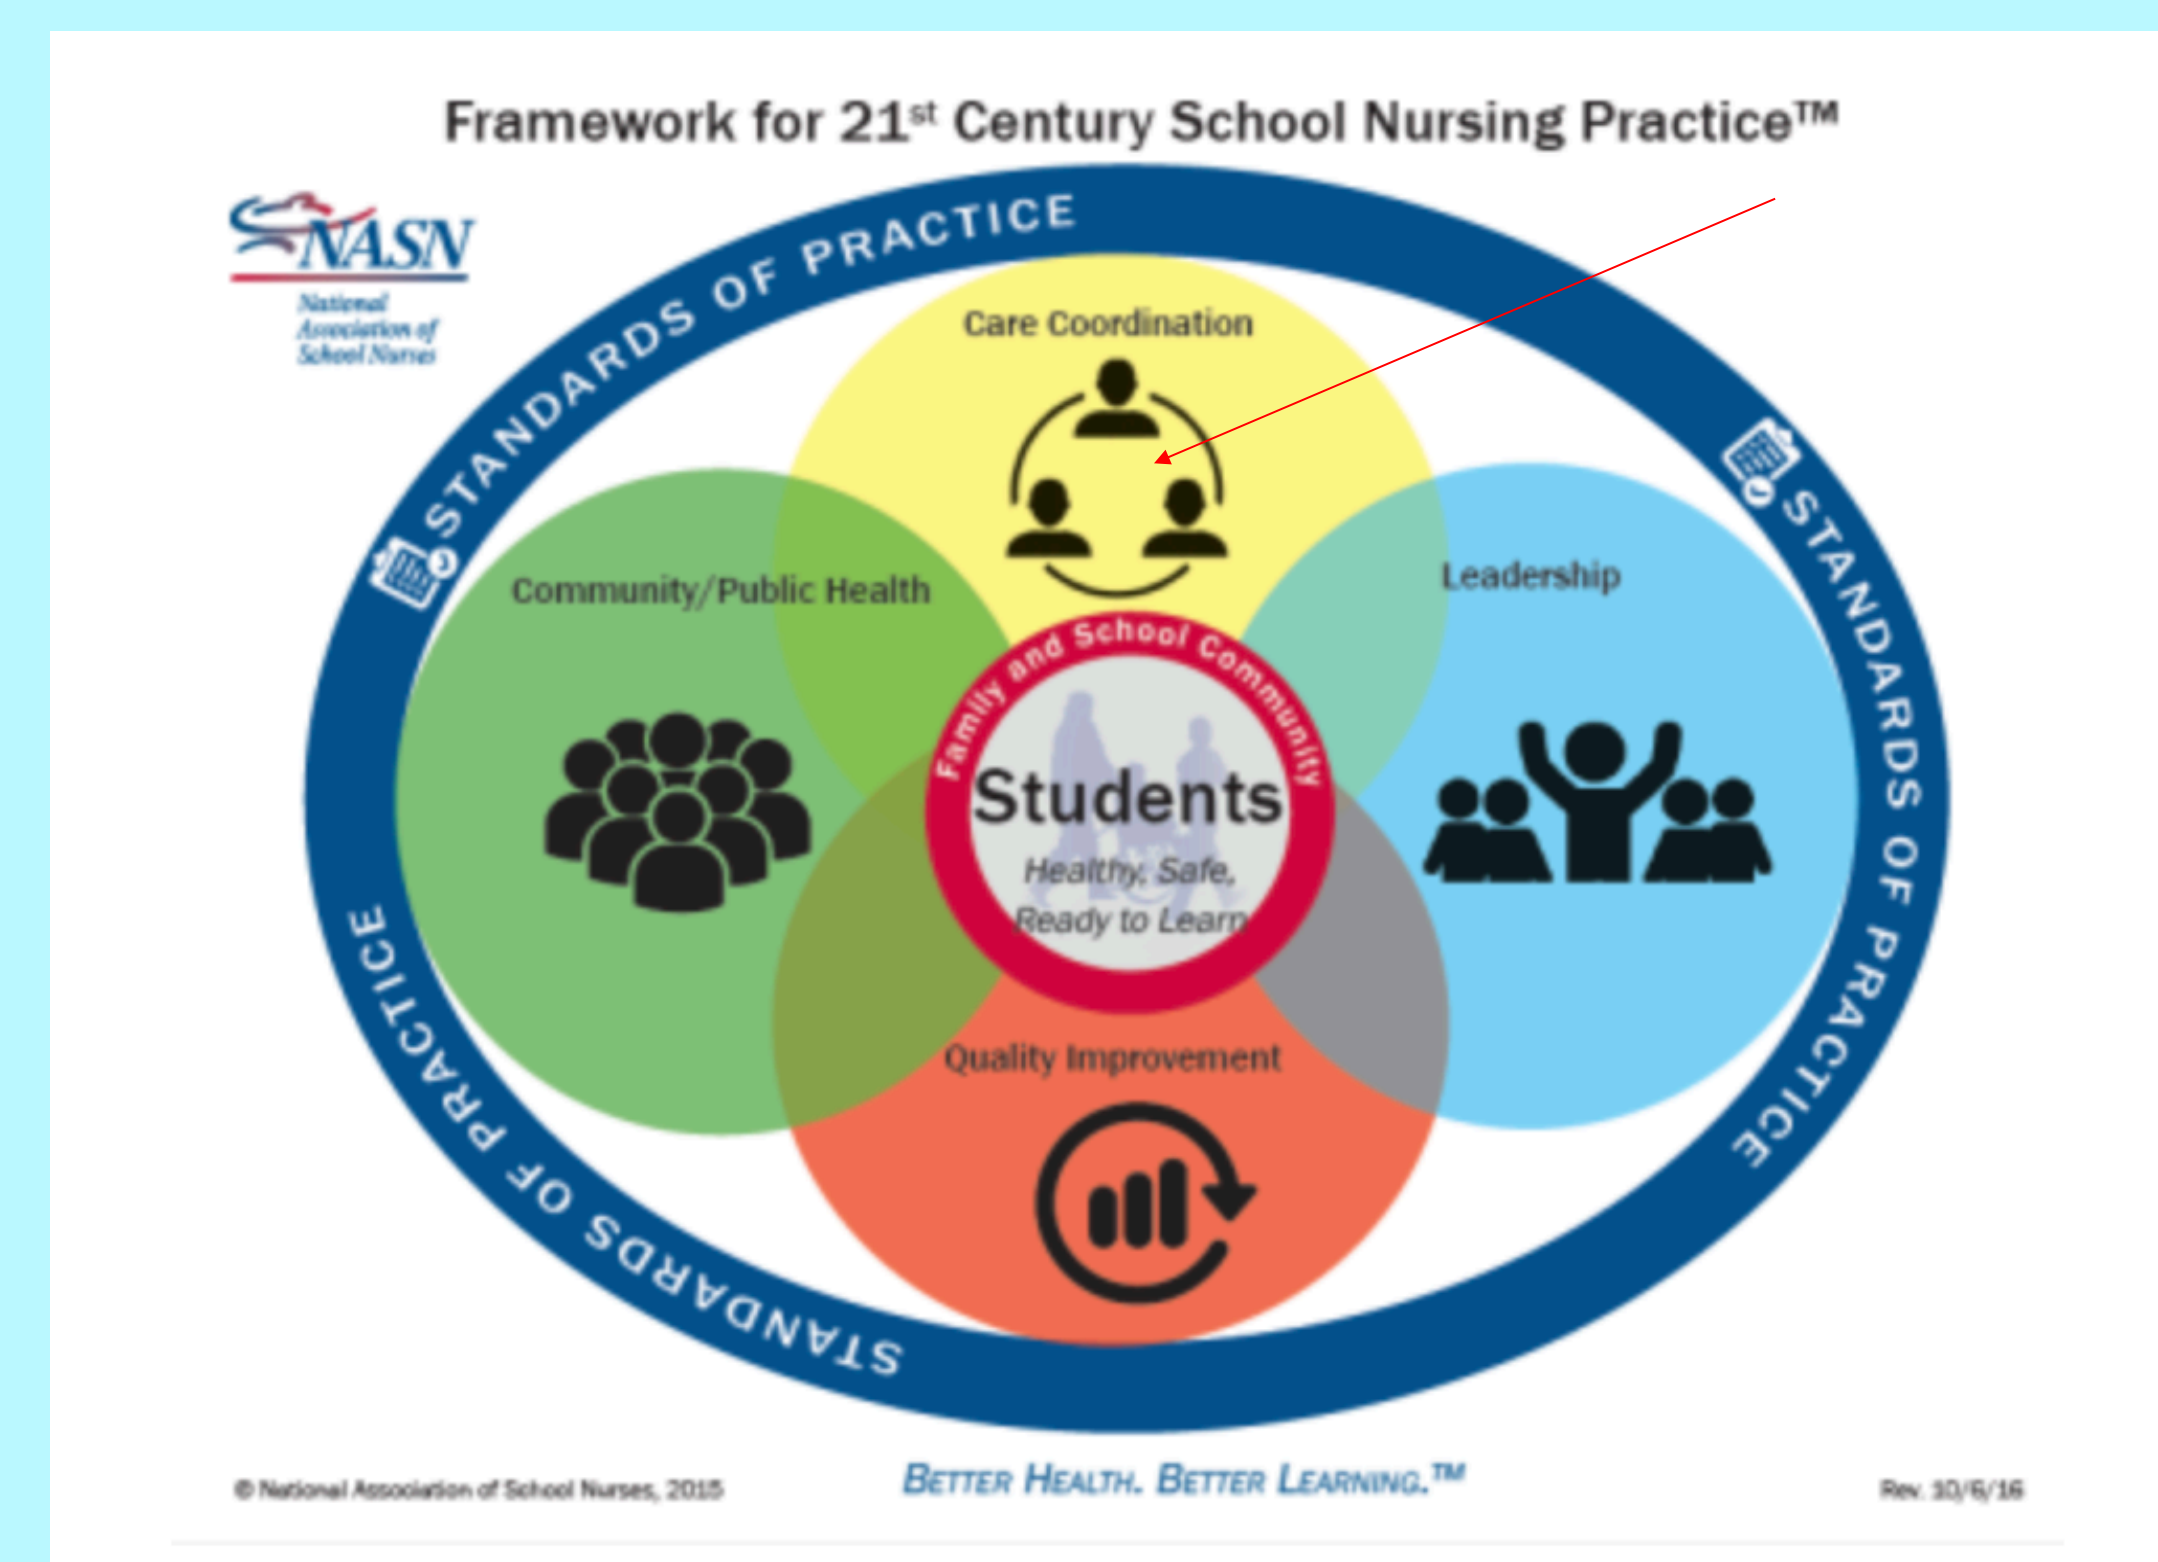 Framework for 21st Century School Nursing Practice™
NASN
National
Association of
School Nurses
STANDARDS OF PRACTICE
STANDARDS OF PRACTICE
STANDARDS OF PRACTICE
Care Coordination
Community/Public Health
Leadership
Family and School Community
Students
Healthy, Safe,
Ready to Learn
Quality Improvement
© National Association of School Nurses, 2015
BETTER HEALTH. BETTER LEARNING.™
Rev. 10/6/16